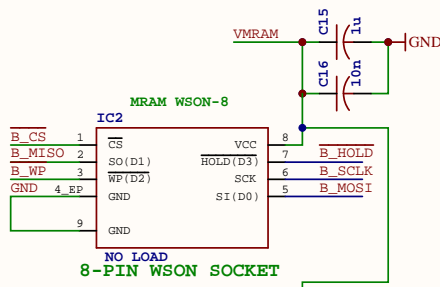 VMRAM
C15
1u
GND
C16
10n
MRAM WSON-8
IC2
B_CS
1
CS
VCC
8
B_MISO
2
SO(D1)
HOLD(D3)
7
B_HOLD
B_WP
3
WP(D2)
SCK
6
B_SCLK
GND
4_EP
GND
SI(D0)
5
B_MOSI
9
GND
NO LOAD
8-PIN WSON SOCKET